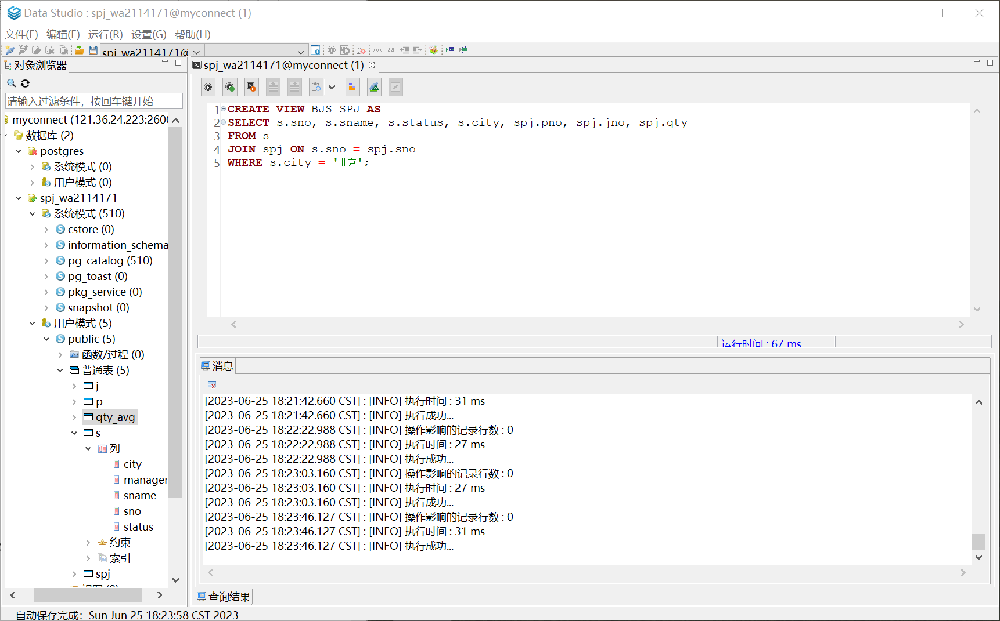 Data Studio : spj_wa2114171@myconnect (1)
文件(F) 编辑(E) 运行(R) 设置(G) 帮助(H)
spj_wa2114171@
对象浏览器
请输入过滤条件，按回车键开始
myconnect (121.36.24.223:260
数据库 (2)
postgres
系统模式 (0)
用户模式 (0)
spj_wa2114171
系统模式 (510)
cstore (0)
information_schema
pg_catalog (510)
pg_toast (0)
pkg_service (0)
snapshot (0)
用户模式 (5)
public (5)
函数/过程 (0)
普通表 (5)
j
p
qty_avg
s
列
city
manager
sname
sno
status
约束
索引
spj
spj_wa2114171@myconnect (1)
1 CREATE VIEW BJS_SPJ AS
2 SELECT s.sno, s.sname, s.status, s.city, spj.pno, spj.jno, spj.qty
3 FROM s
4 JOIN spj ON s.sno = spj.sno
5 WHERE s.city = '北京';
运行时间 : 67 ms
消息
[2023-06-25 18:21:42.660 CST] : [INFO] 执行时间 : 31 ms
[2023-06-25 18:21:42.660 CST] : [INFO] 执行成功...
[2023-06-25 18:22:22.988 CST] : [INFO] 操作影响的记录行数 : 0
[2023-06-25 18:22:22.988 CST] : [INFO] 执行时间 : 27 ms
[2023-06-25 18:22:22.988 CST] : [INFO] 执行成功...
[2023-06-25 18:23:03.160 CST] : [INFO] 操作影响的记录行数 : 0
[2023-06-25 18:23:03.160 CST] : [INFO] 执行时间 : 27 ms
[2023-06-25 18:23:03.160 CST] : [INFO] 执行成功...
[2023-06-25 18:23:46.127 CST] : [INFO] 操作影响的记录行数 : 0
[2023-06-25 18:23:46.127 CST] : [INFO] 执行时间 : 31 ms
[2023-06-25 18:23:46.127 CST] : [INFO] 执行成功...
查询结果
自动保存完成：Sun Jun 25 18:23:58 CST 2023